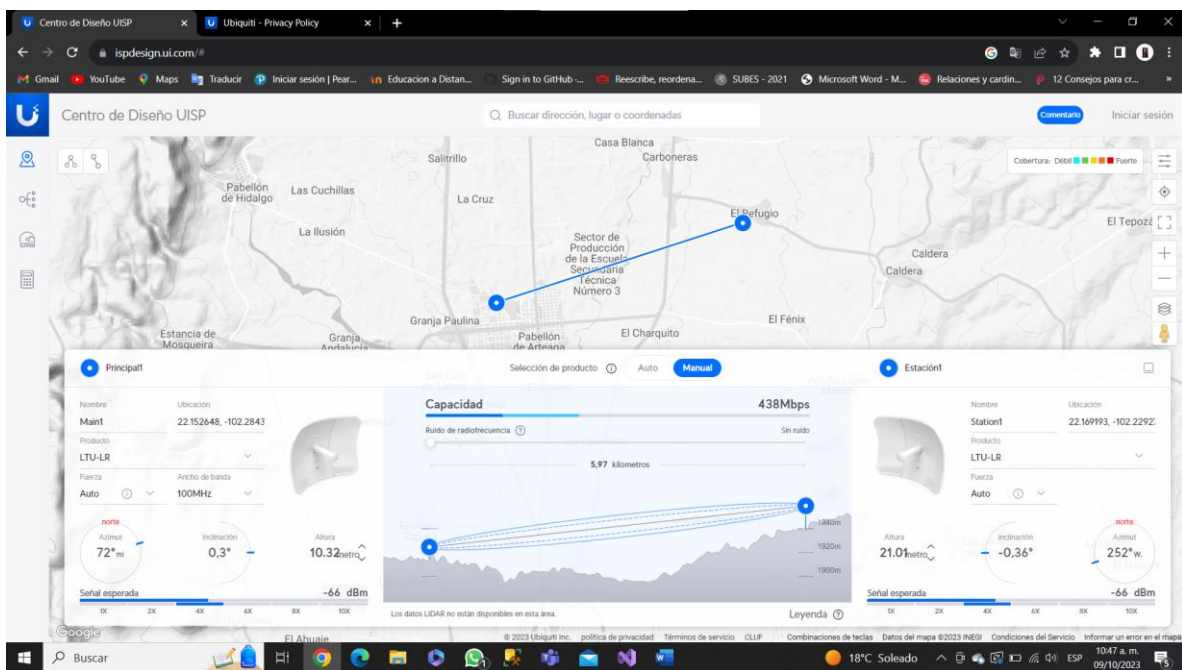 Centro de Diseño UISP
Ubiquiti - Privacy Policy
ispdesign.ui.com/#
Gmail
YouTube
Maps
Traducir
Iniciar sesión | Pear...
Educacion a Distan...
Sign in to GitHub ·...
Reescribe, reordena...
SUBES - 2021
Microsoft Word - M...
Relaciones y cardin...
12 Consejos para cr...
»
Centro de Diseño UISP
Buscar dirección, lugar o coordenadas
Comentario
Iniciar sesión
Casa Blanca
Carboneras
Salitrillo
Cobertura: Débil
Fuerte
Pabellón
de Hidalgo
Las Cuchillas
La Cruz
El Refugio
El Tepoza
La Ilusión
Sector de
Producción
de la Escuela
Secundaria
Técnica
Número 3
Caldera
Caldera
Granja Paulina
El Fénix
Estancia de
Mosqueira
Granja
Andalucía
Pabellón
de Arteaga
El Charquito
Principal1
Selección de producto
Auto
Manual
Estación1
Nombre
Ubicación
Main1
22.152648, -102.2843
Producto
LTU-LR
Fuerza
Ancho de banda
Auto
100MHz
norte
Azimut
72° mi
Inclinación
0,3°
Altura
10.32metro
Señal esperada
-66 dBm
1X 2X 4X 6X 8X 10X
Capacidad
438Mbps
Ruido de radiofrecuencia
Sin ruido
5,97 kilometros
1940m
1920m
1900m
Los datos LIDAR no están disponibles en esta área.
Leyenda
Nombre
Ubicación
Station1
22.169193, -102.2292
Producto
LTU-LR
Fuerza
Auto
Altura
21.01metro
Inclinación
-0,36°
norte
Azimut
252° w.
Señal esperada
-66 dBm
1X 2X 4X 6X 8X 10X
Google
El Ahuaje
© 2023 Ubiquiti Inc. política de privacidad Términos de servicio CLUF
Combinaciones de teclas Datos del mapa ©2023 INEGI Condiciones del Servicio Informar un error en el mapa
Buscar
18°C Soleado
ESP
10:47 a. m.
09/10/2023
5